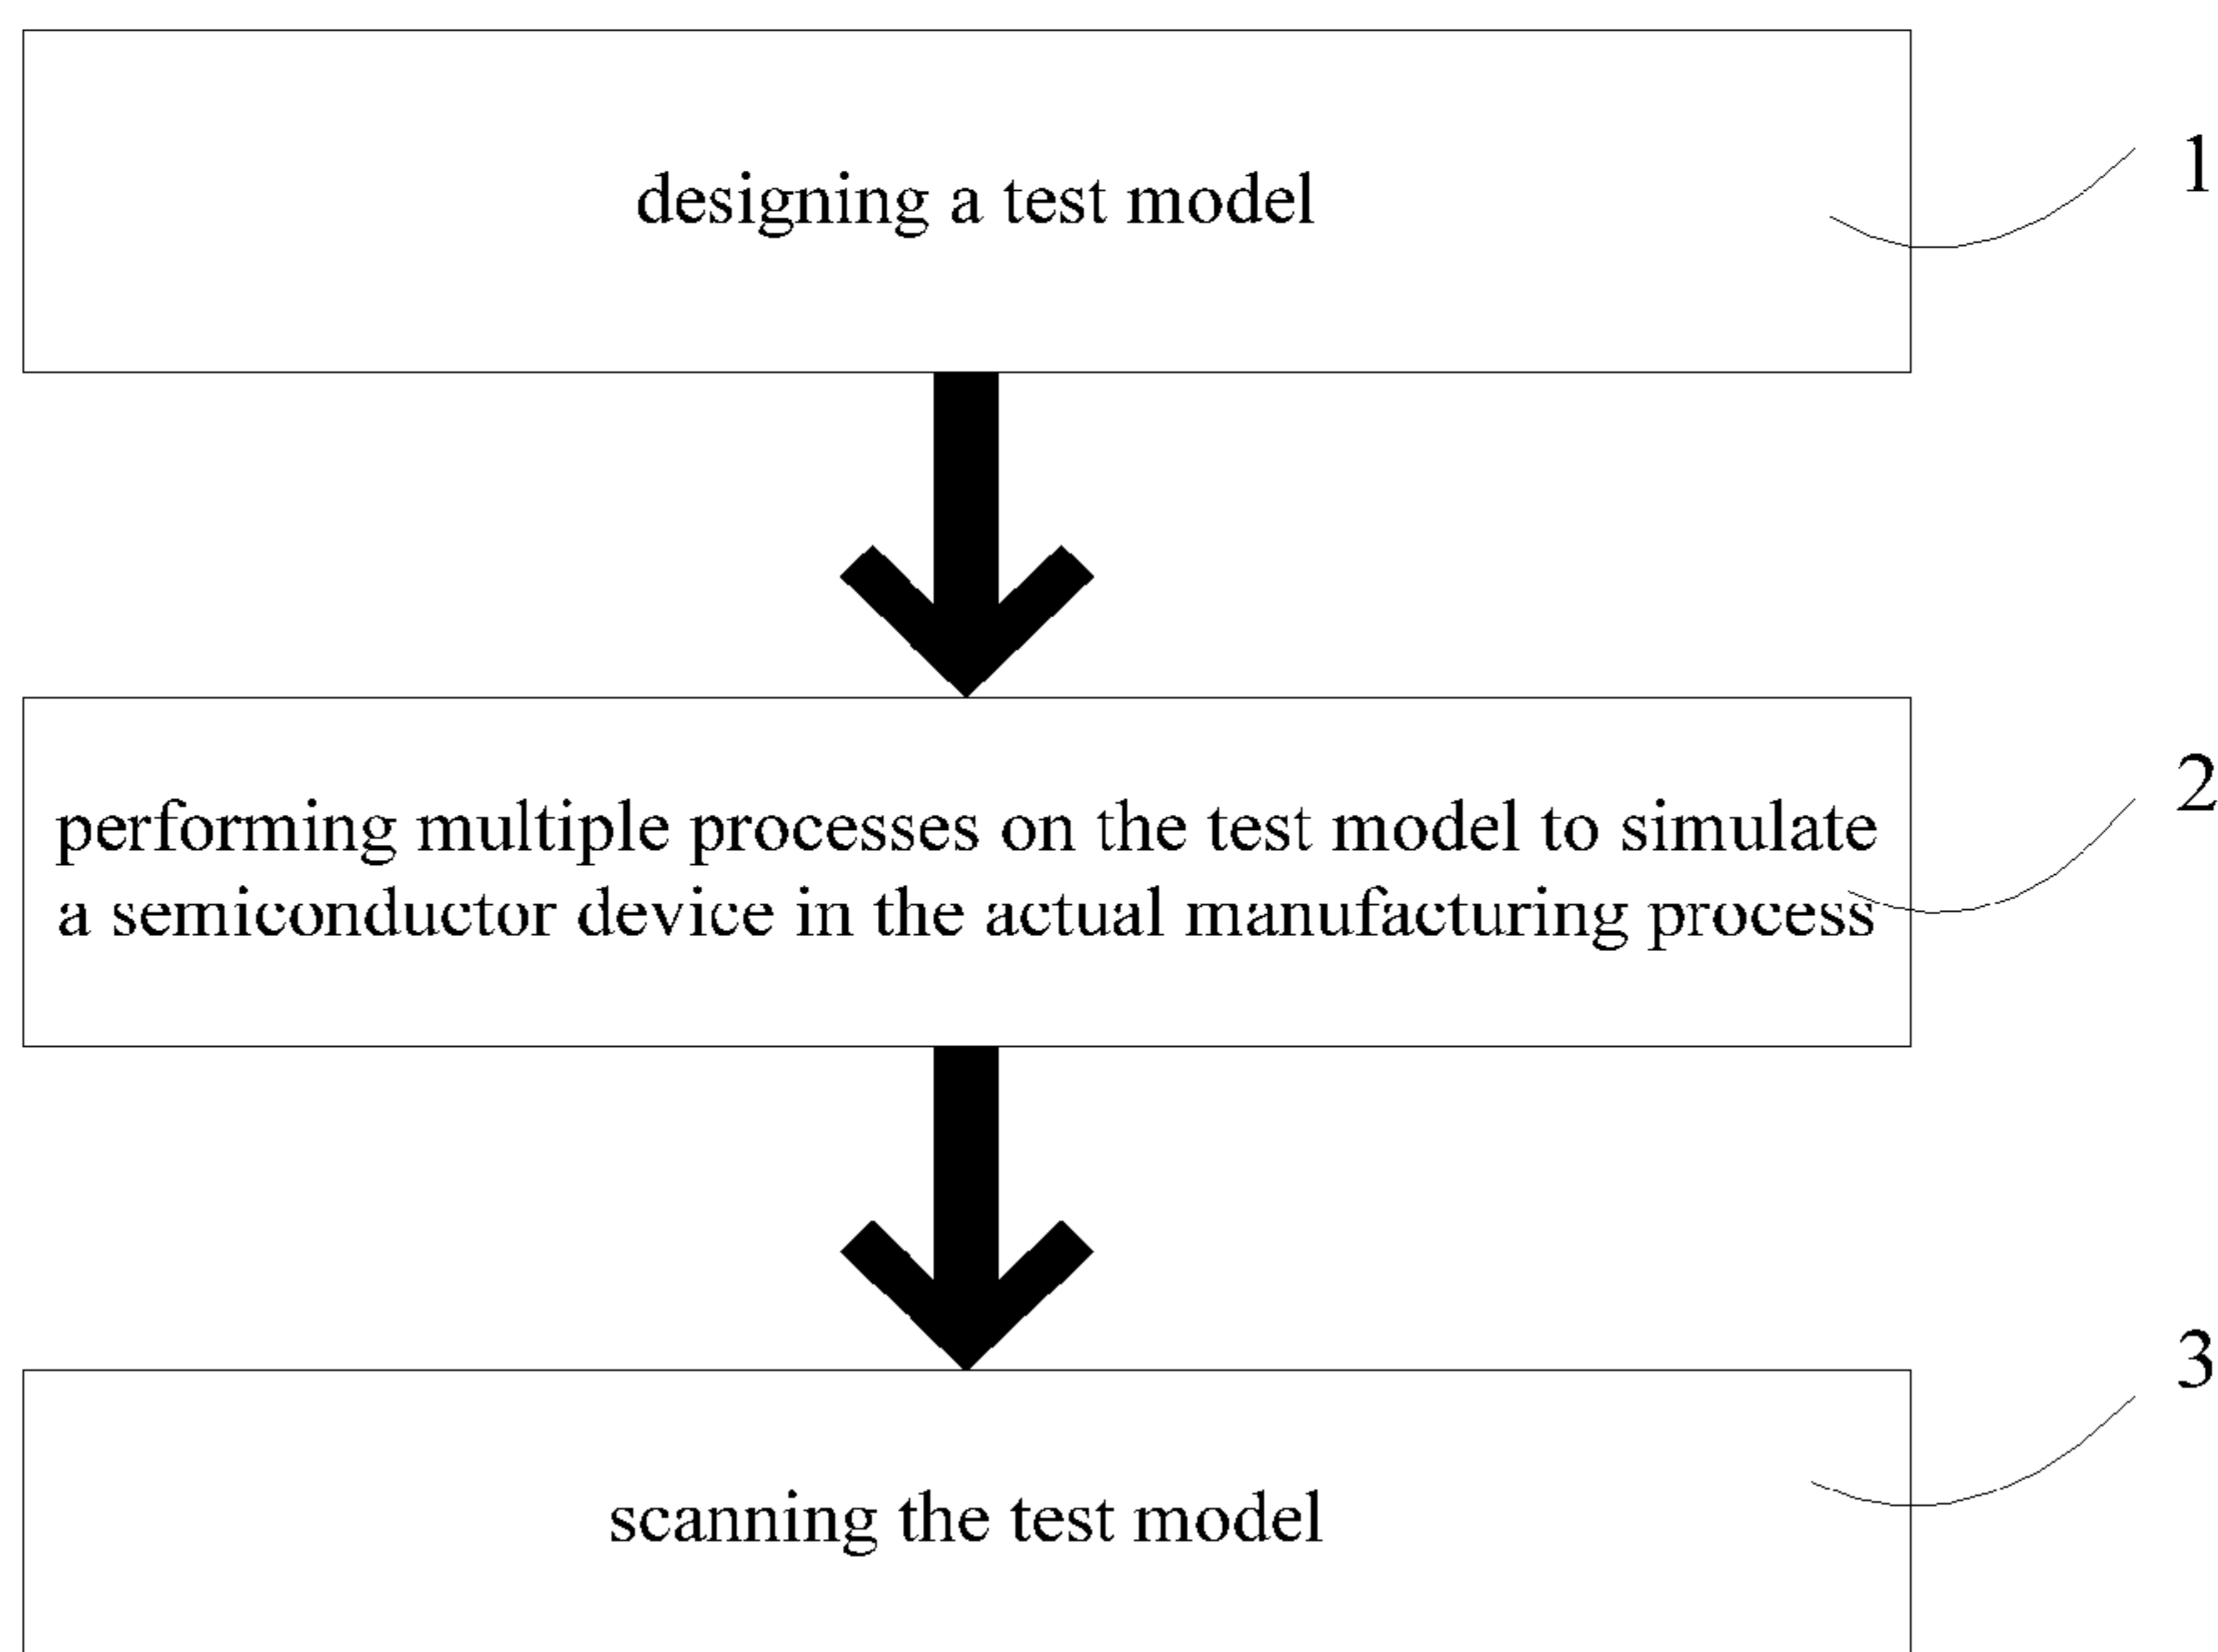 designing a test model
1
performing multiple processes on the test model to simulate
a semiconductor device in the actual manufacturing process
2
scanning the test model
3